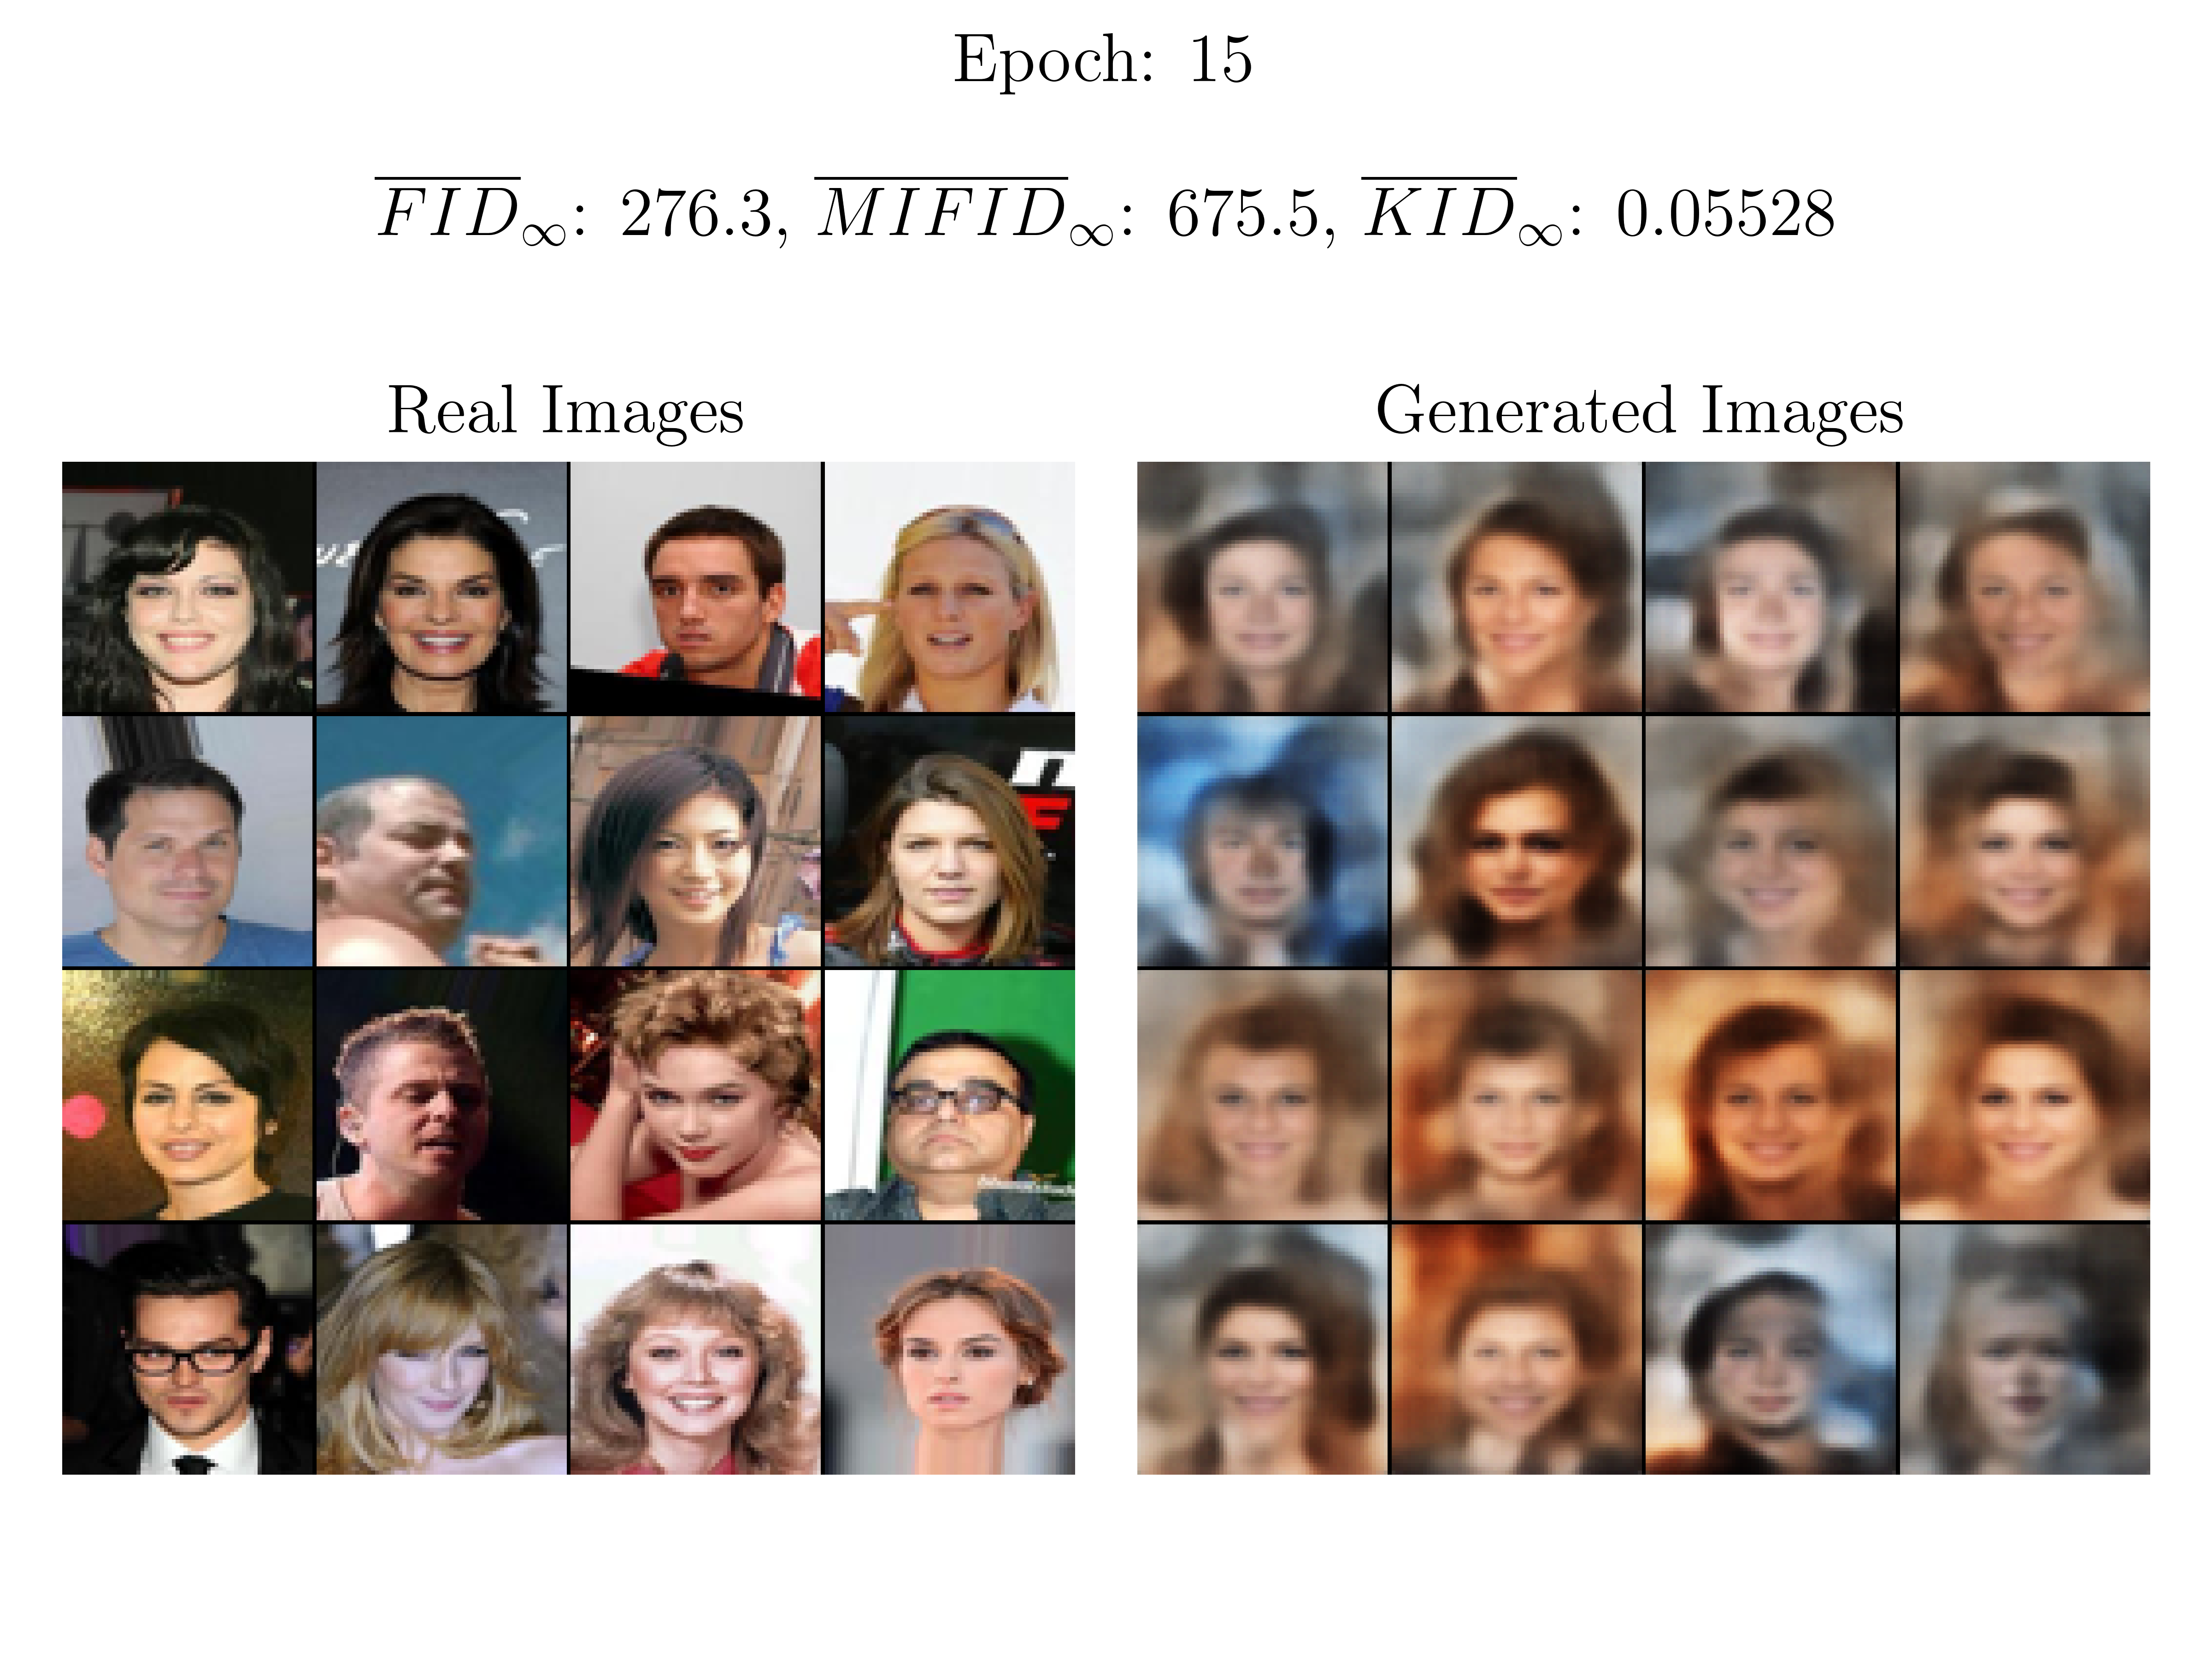 Epoch: 15
FID∞: 276.3, MIFID∞: 675.5, KID∞: 0.05528
Real Images
Generated Images